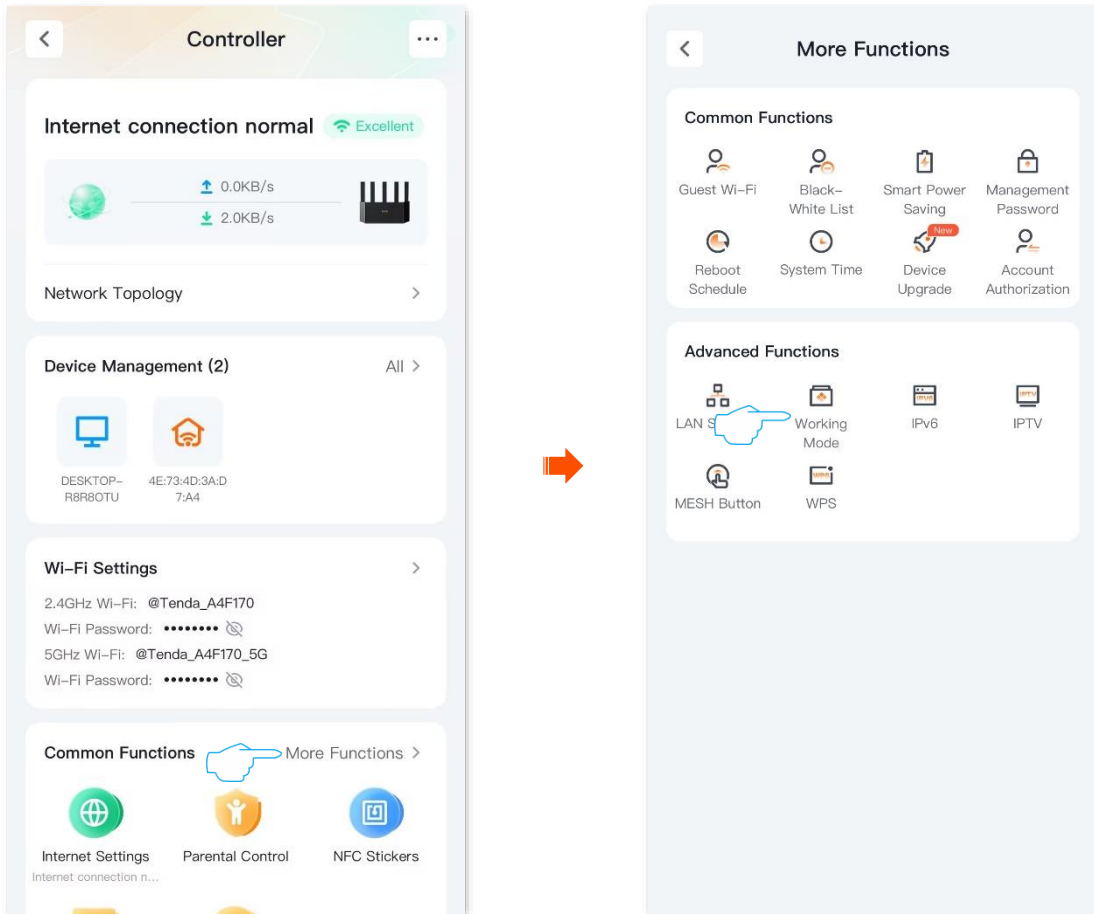 Controller
Internet connection normal
Excellent
0.0KB/s
2.0KB/s
Network Topology
Device Management (2)
All
DESKTOP-
R8R8OTU
4E:73:4D:3A:D
7:A4
Wi-Fi Settings
2.4GHz Wi-Fi: @Tenda_A4F170
Wi-Fi Password: ••••••••
5GHz Wi-Fi: @Tenda_A4F170_5G
Wi-Fi Password: ••••••••
Common Functions
More Functions
Internet Settings
Internet connection n...
Parental Control
NFC Stickers
More Functions
Common Functions
Guest Wi-Fi
Black-
White List
Smart Power
Saving
Management
Password
Reboot
Schedule
System Time
New
Device
Upgrade
Account
Authorization
Advanced Functions
LAN
Working
Mode
IPV6
IPv6
IPTV
IPTV
MESH Button
WPS
WPS